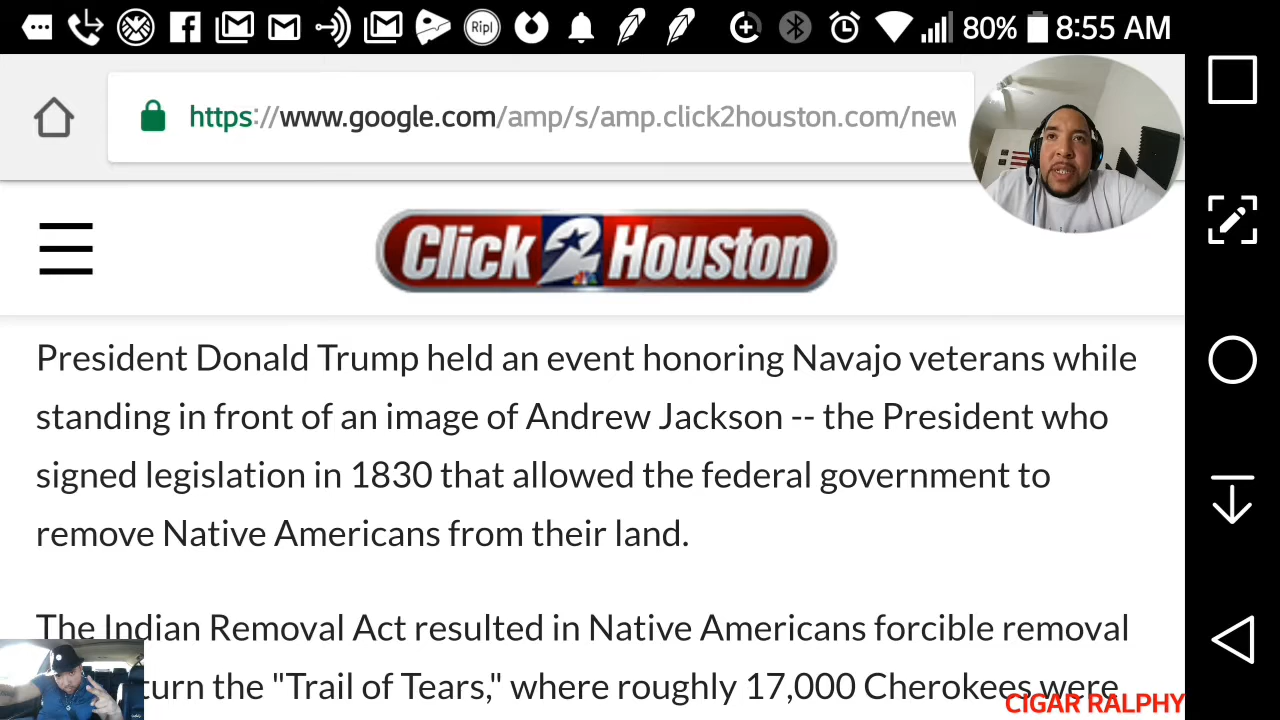 Ripl
80%
8:55 AM
https://www.google.com/amp/s/amp.click2houston.com/new
Click 2 Houston
President Donald Trump held an event honoring Navajo veterans while
standing in front of an image of Andrew Jackson -- the President who
signed legislation in 1830 that allowed the federal government to
remove Native Americans from their land.
The Indian Removal Act resulted in Native Americans forcible removal
turn the "Trail of Tears," where roughly 17,000 Cherokees were
CIGAR RALPHY